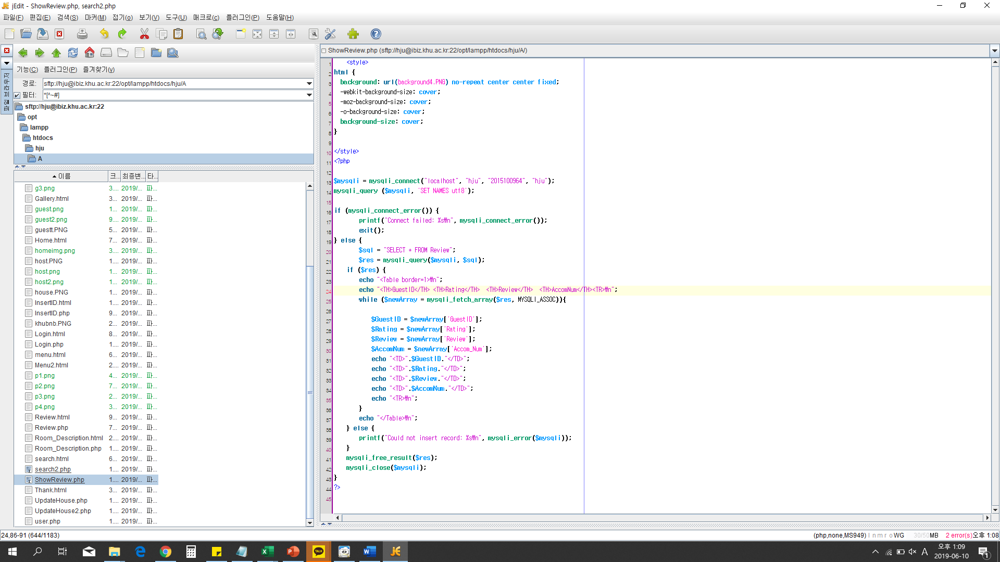 jEdit - ShowReview.php, search2.php
파일(F) 편집(E) 검색(S) 마커(M) 접기(o) 보기(V) 도구(U) 매크로(c) 플러그인(P) 도움말(H)
기능(C) 플러그인(P) 즐겨찾기(v)
경로: sftp://hju@ibiz.khu.ac.kr:22/opt/lampp/htdocs/hju/A
필터: *[^~#]
sftp://hju@ibiz.khu.ac.kr:22
opt
lampp
htdocs
hju
A
이름 크... 최종변... 타...
g3.png 3... 2019/... 파...
Gallery.html 3... 2019/... 파...
guest.png 1... 2019/... 파...
guest2.png 9... 2019/... 파...
guestt.PNG 5... 2019/... 파...
Home.html 7... 2019/... 파...
homeimg.png 3.... 2019/... 파...
host.PNG 1... 2019/... 파...
host.png 1... 2019/... 파...
host2.png 1... 2019/... 파...
house.PNG 1... 2019/... 파...
InsertID.html 1... 2019/... 파...
InsertID.php 9... 2019/... 파...
khubnb.PNG 2... 2019/... 파...
Login.html 8... 2019/... 파...
Login.php 1.... 2019/... 파...
menu.html 6... 2019/... 파...
Menu2.html 2... 2019/... 파...
p1.png 4... 2019/... 파...
p2.png 7... 2019/... 파...
p3.png 2... 2019/... 파...
p4.png 3... 2019/... 파...
Review.html 9... 2019/... 파...
Review.php 7... 2019/... 파...
Room_Description.html 2.... 2019/... 파...
Room_Description.php 1.... 2019/... 파...
search.html 6... 2019/... 파...
search2.php 1.... 2019/... 파...
ShowReview.php 1.... 2019/... 파...
Thank.html 3... 2019/... 파...
UpdateHouse.php 1.... 2019/... 파...
UpdateHouse2.php 1.... 2019/... 파...
user.php 1.... 2019/... 파...
ShowReview.php (sftp://hju@ibiz.khu.ac.kr:22/opt/lampp/htdocs/hju/A/)
1 <style>
2 html {
3 background: url(background4.PNG) no-repeat center center fixed;
4 -webkit-background-size: cover;
5 -moz-background-size: cover;
6 -o-background-size: cover;
7 background-size: cover;
8 }
9
10 </style>
11 <?php
12
13 $mysqli = mysqli_connect("localhost", "hju", "2015100964", "hju");
14 mysqli_query ($mysqli, 'SET NAMES utf8');
15
16 if (mysqli_connect_error()) {
17 printf("Connect failed: %s₩n", mysqli_connect_error());
18 exit();
19 } else {
20 $sql = "SELECT * FROM Review";
21 $res = mysqli_query($mysqli, $sql);
22 if ($res) {
23 echo "<Table border=1>₩n";
24 echo "<TH>GuestID</TH> <TH>Rating</TH>  <TH>Review</TH>  <TH>AccomNum</TH><TR>₩n";
25 while ($newArray = mysqli_fetch_array($res, MYSQLI_ASSOC)){
26
27 $GuestID = $newArray['GuestID'];
28 $Rating = $newArray['Rating'];
29 $Review = $newArray['Review'];
30 $AccomNum = $newArray['Accom_Num'];
31 echo "<TD>".$GuestID."</TD>";
32 echo "<TD>".$Rating."</TD>";
33 echo "<TD>".$Review."</TD>";
34 echo "<TD>".$AccomNum."</TD>";
35 echo "<TR>₩n";
36 }
37 echo "</Table>₩n";
38 } else {
39 printf("Could not insert record: %s₩n", mysqli_error($mysqli));
40 }
41 mysqli_free_result($res);
42 mysqli_close($mysqli);
43 }
44 ?>
45
24,86-91 (644/1183)
(php,none,MS949) l n m r o WG 30/50MB 2 error(s)오후 1:08
TALK
A
오후 1:09
2019-06-10
1